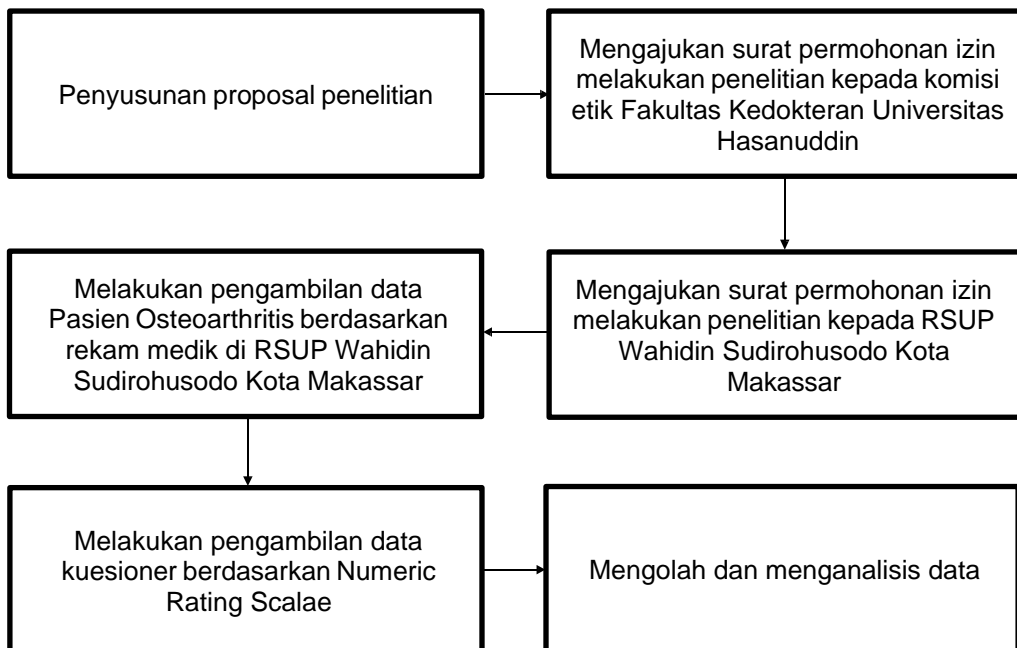 Penyusunan proposal penelitian
Mengajukan surat permohonan izin
melakukan penelitian kepada komisi
etik Fakultas Kedokteran Universitas
Hasanuddin
Mengajukan surat permohonan izin
melakukan penelitian kepada RSUP
Wahidin Sudirohusodo Kota
Makassar
Melakukan pengambilan data
Pasien Osteoarthritis berdasarkan
rekam medik di RSUP Wahidin
Sudirohusodo Kota Makassar
Melakukan pengambilan data
kuesioner berdasarkan Numeric
Rating Scalae
Mengolah dan menganalisis data